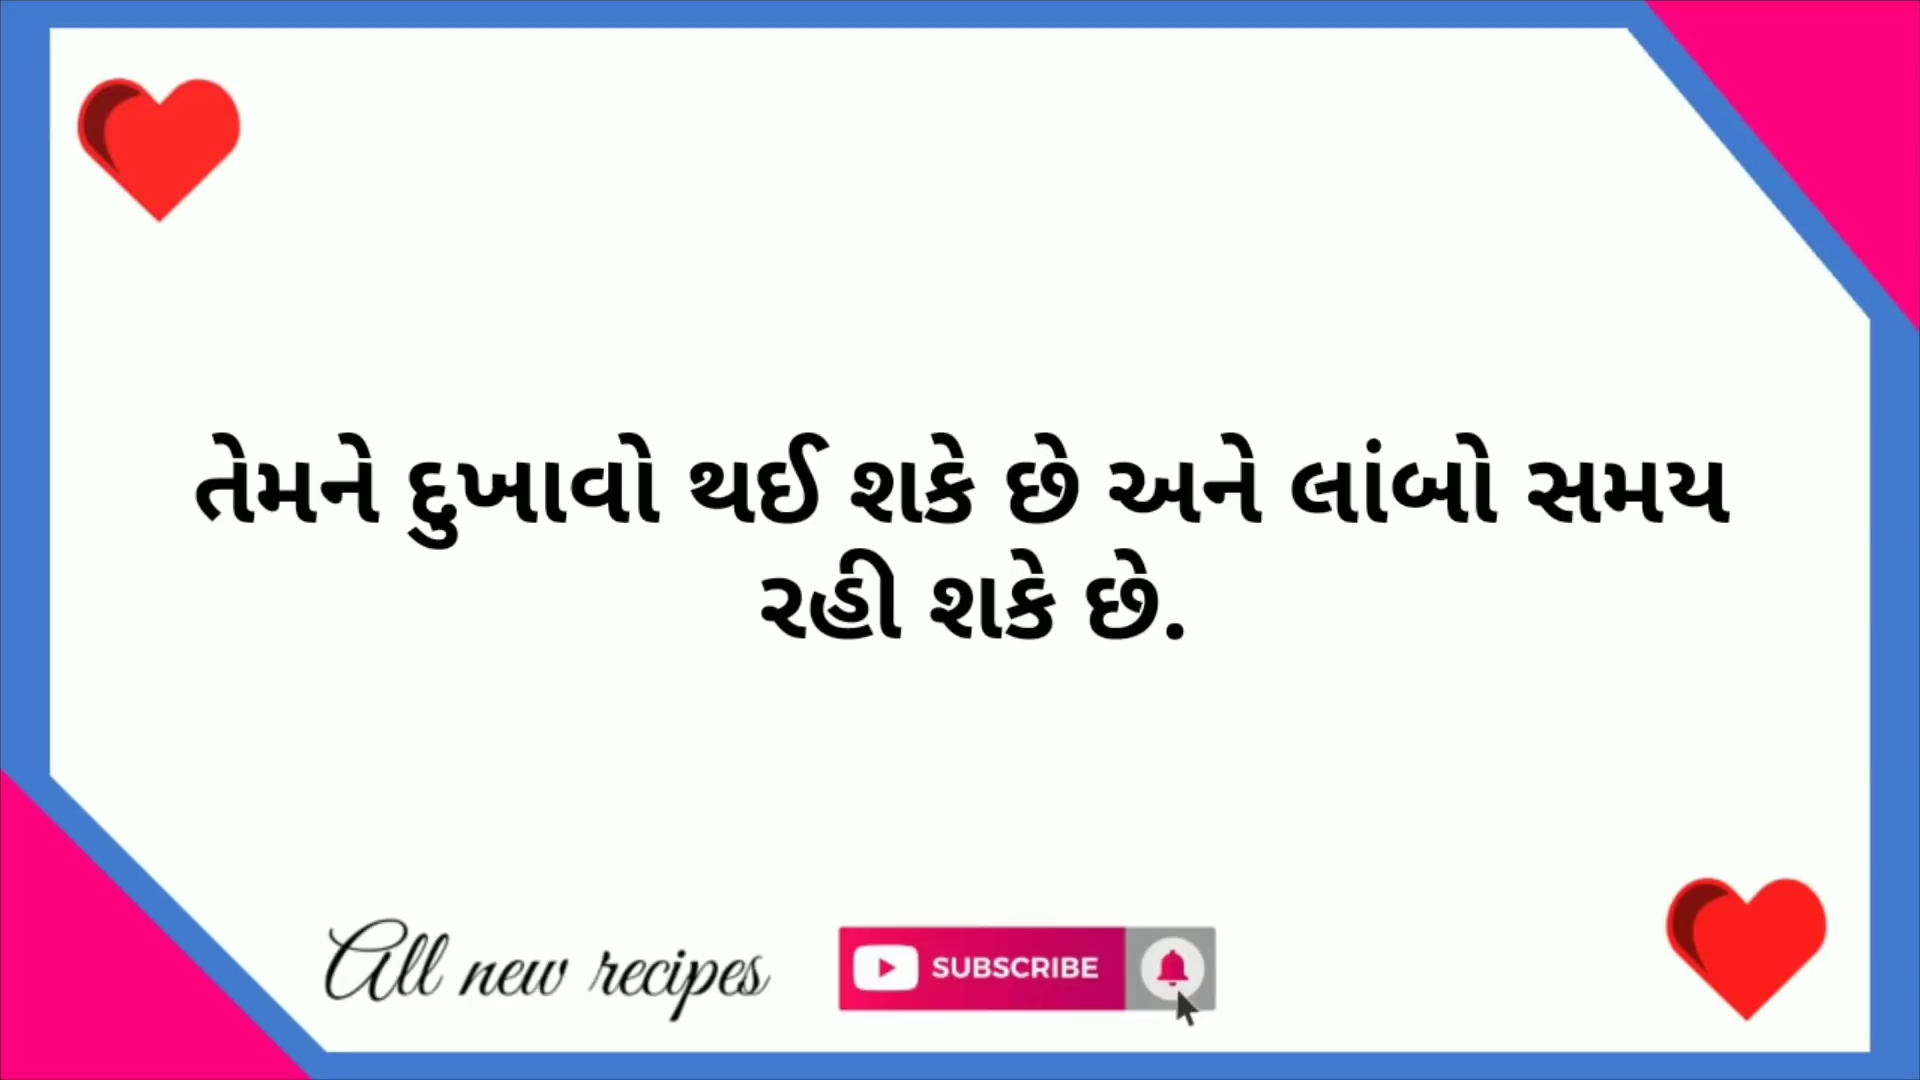 તેમને દુખાવો થઈ શકે છે અને લાંબો સમય
રહી શકે છે.
All new recipes
SUBSCRIBE